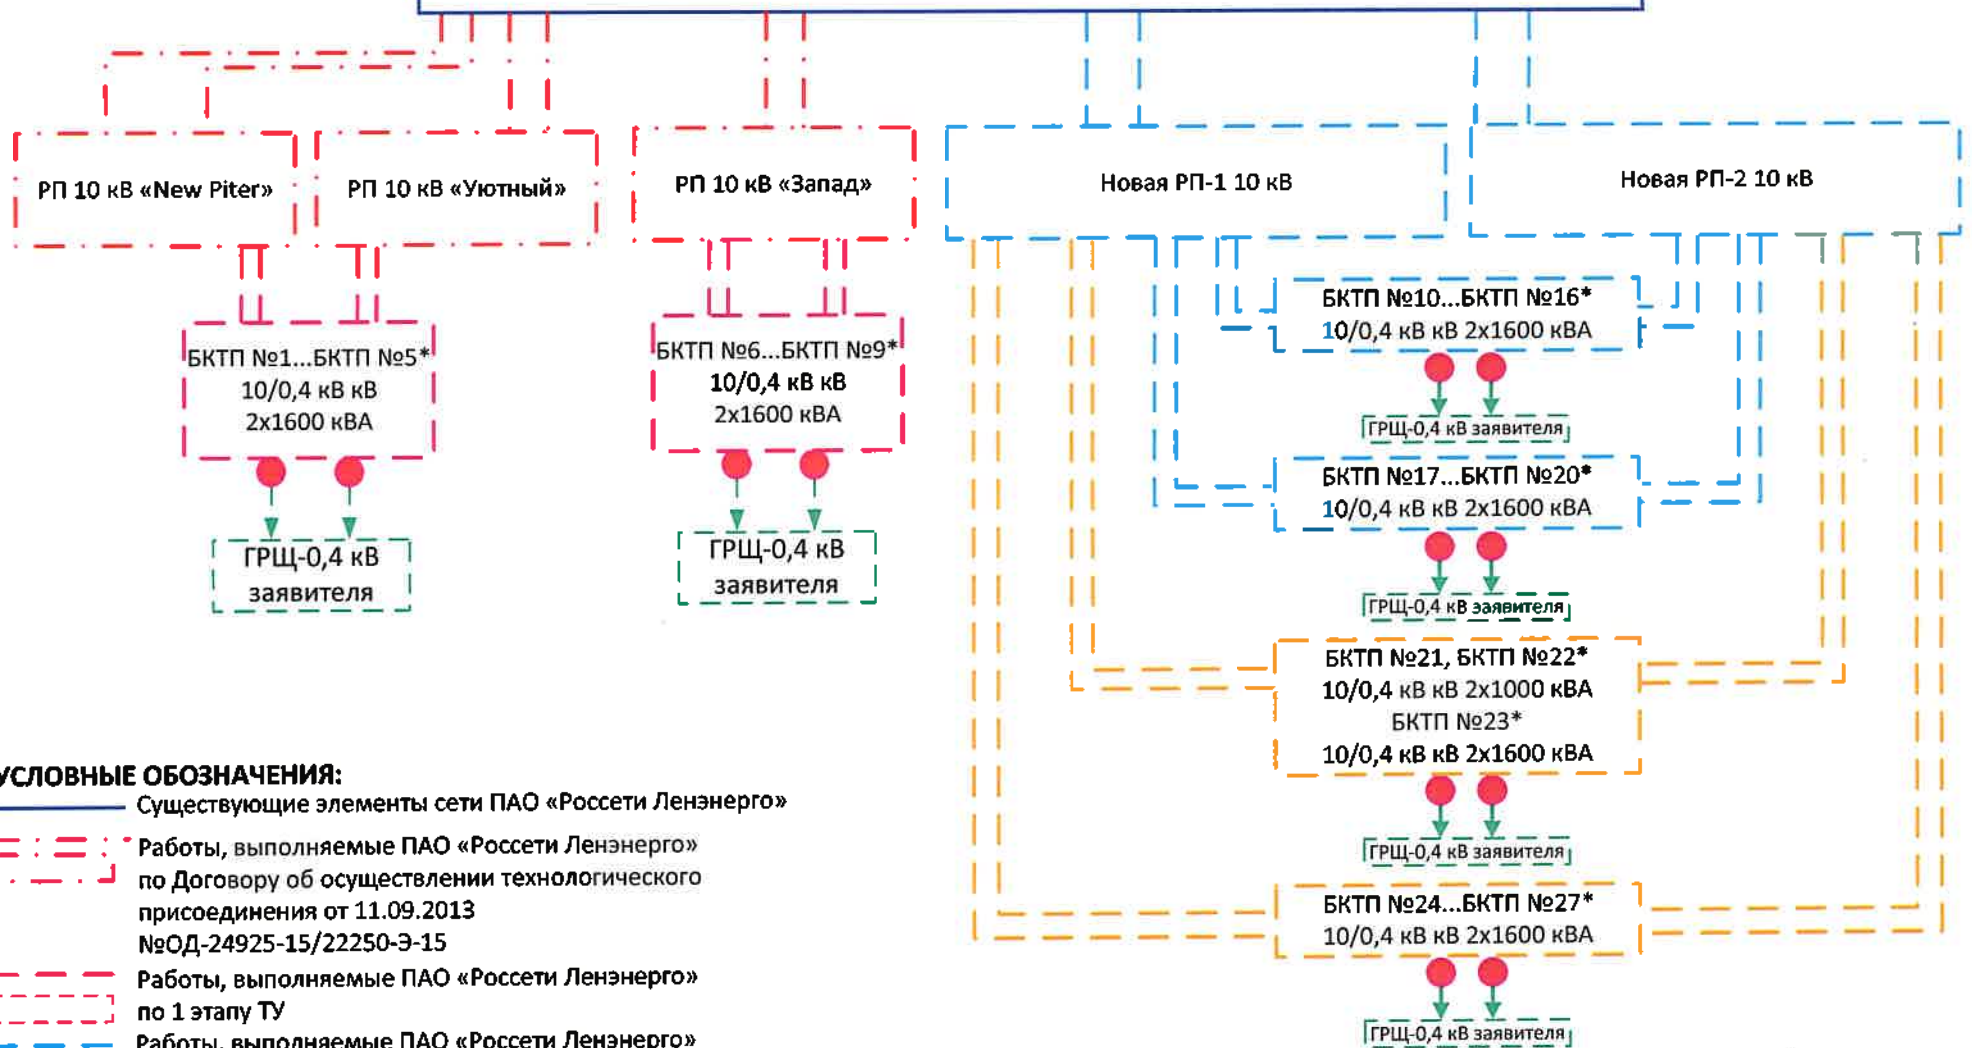 РП 10 кВ «New Piter»
РП 10 кВ «Уютный»
РП 10 кВ «Запад»
Новая РП-1 10 кВ
Новая РП-2 10 кВ
БКТП №1...БКТП №5*
10/0,4 кВ кВ
2х1600 кВА
ГРЩ-0,4 кВ
заявителя
БКТП №6...БКТП №9*
10/0,4 кВ кВ
2х1600 кВА
ГРЩ-0,4 кВ
заявителя
БКТП №10...БКТП №16*
10/0,4 кВ кВ 2х1600 кВА
ГРЩ-0,4 кВ заявителя
БКТП №17...БКТП №20*
10/0,4 кВ кВ 2х1600 кВА
ГРЩ-0,4 кВ заявителя
БКТП №21, БКТП №22*
10/0,4 кВ кВ 2х1000 кВА
БКТП №23*
10/0,4 кВ кВ 2х1600 кВА
ГРЩ-0,4 кВ заявителя
БКТП №24...БКТП №27*
10/0,4 кВ кВ 2х1600 кВА
ГРЩ-0,4 кВ заявителя
УСЛОВНЫЕ ОБОЗНАЧЕНИЯ:
Существующие элементы сети ПАО «Россети Ленэнерго»
Работы, выполняемые ПАО «Россети Ленэнерго»
по Договору об осуществлении технологического
присоединения от 11.09.2013
№ОД-24925-15/22250-Э-15
Работы, выполняемые ПАО «Россети Ленэнерго»
по 1 этапу ТУ
Работы, выполняемые ПАО «Россети Ленэнерго»